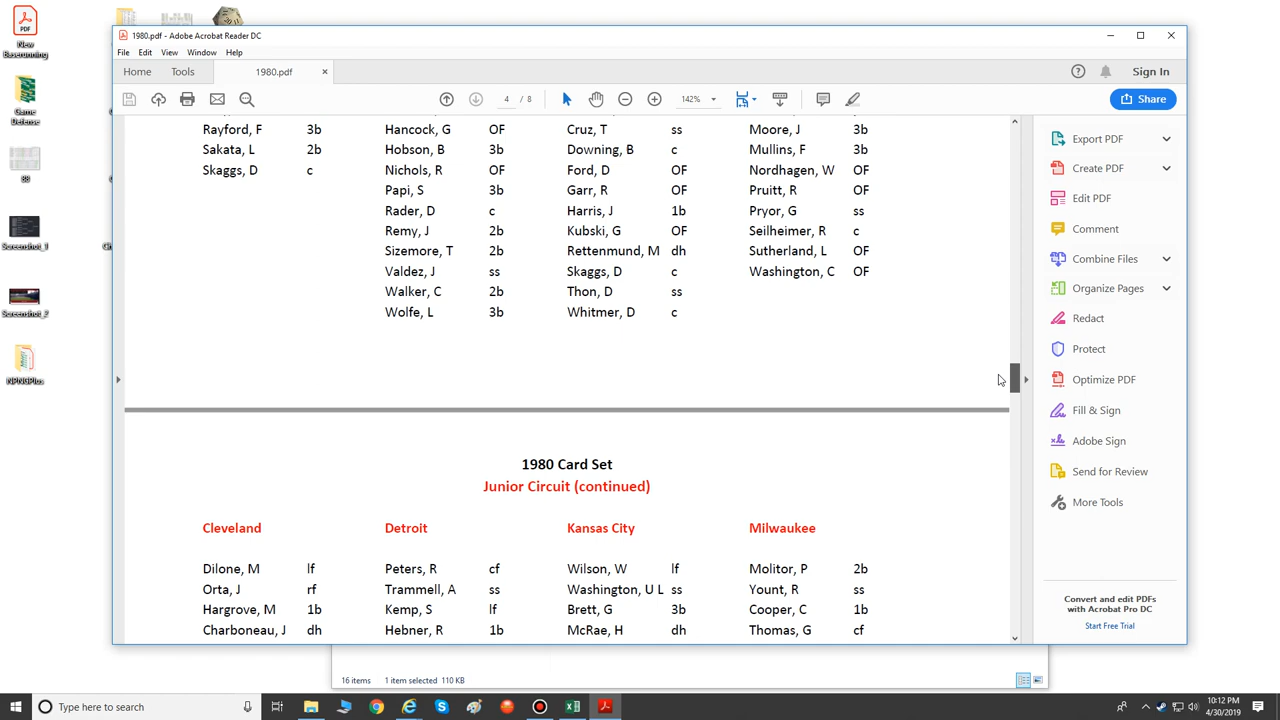 1980.pdf - Adobe Acrobat Reader DC
File Edit View Window Help
Home Tools 1980.pdf × Sign In
4 / 8 142% Share
Rayford, F 3b Hancock, G OF Cruz, T ss Moore, J 3b
Sakata, L 2b Hobson, B 3b Downing, B c Mullins, F 3b
Skaggs, D c Nichols, R OF Ford, D OF Nordhagen, W OF
Papi, S 3b Garr, R OF Pruitt, R OF
Rader, D c Harris, J 1b Pryor, G ss
Remy, J 2b Kubski, G OF Seilheimer, R c
Sizemore, T 2b Rettenmund, M dh Sutherland, L OF
Valdez, J ss Skaggs, D c Washington, C OF
Walker, C 2b Thon, D ss
Wolfe, L 3b Whitmer, D c
1980 Card Set
Junior Circuit (continued)
Cleveland Detroit Kansas City Milwaukee
Dilone, M lf Peters, R cf Wilson, W lf Molitor, P 2b
Orta, J rf Trammell, A ss Washington, U L ss Yount, R ss
Hargrove, M 1b Kemp, S lf Brett, G 3b Cooper, C 1b
Charboneau, J dh Hebner, R 1b McRae, H dh Thomas, G cf
Export PDF
Create PDF
Edit PDF
Comment
Combine Files
Organize Pages
Redact
Protect
Optimize PDF
Fill & Sign
Adobe Sign
Send for Review
More Tools
Convert and edit PDFs
with Acrobat Pro DC
Start Free Trial
PDF
New
Baserunning
Game
Defense
88
Screenshot_1
Screenshot_2
NPNGPlus
16 items 1 item selected 110 KB
Type here to search
10:12 PM
4/30/2019